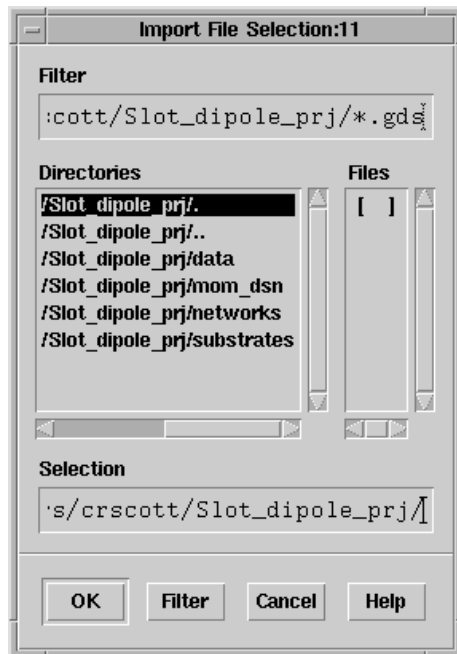 Import File Selection:11
Filter
:cott/Slot_dipole_prj/*.gds
Directories
Files
/Slot_dipole_prj/.
[ ]
/Slot_dipole_prj/..
/Slot_dipole_prj/data
/Slot_dipole_prj/mom_dsn
/Slot_dipole_prj/networks
/Slot_dipole_prj/substrates
Selection
s/crscott/Slot_dipole_prj/
OK
Filter
Cancel
Help